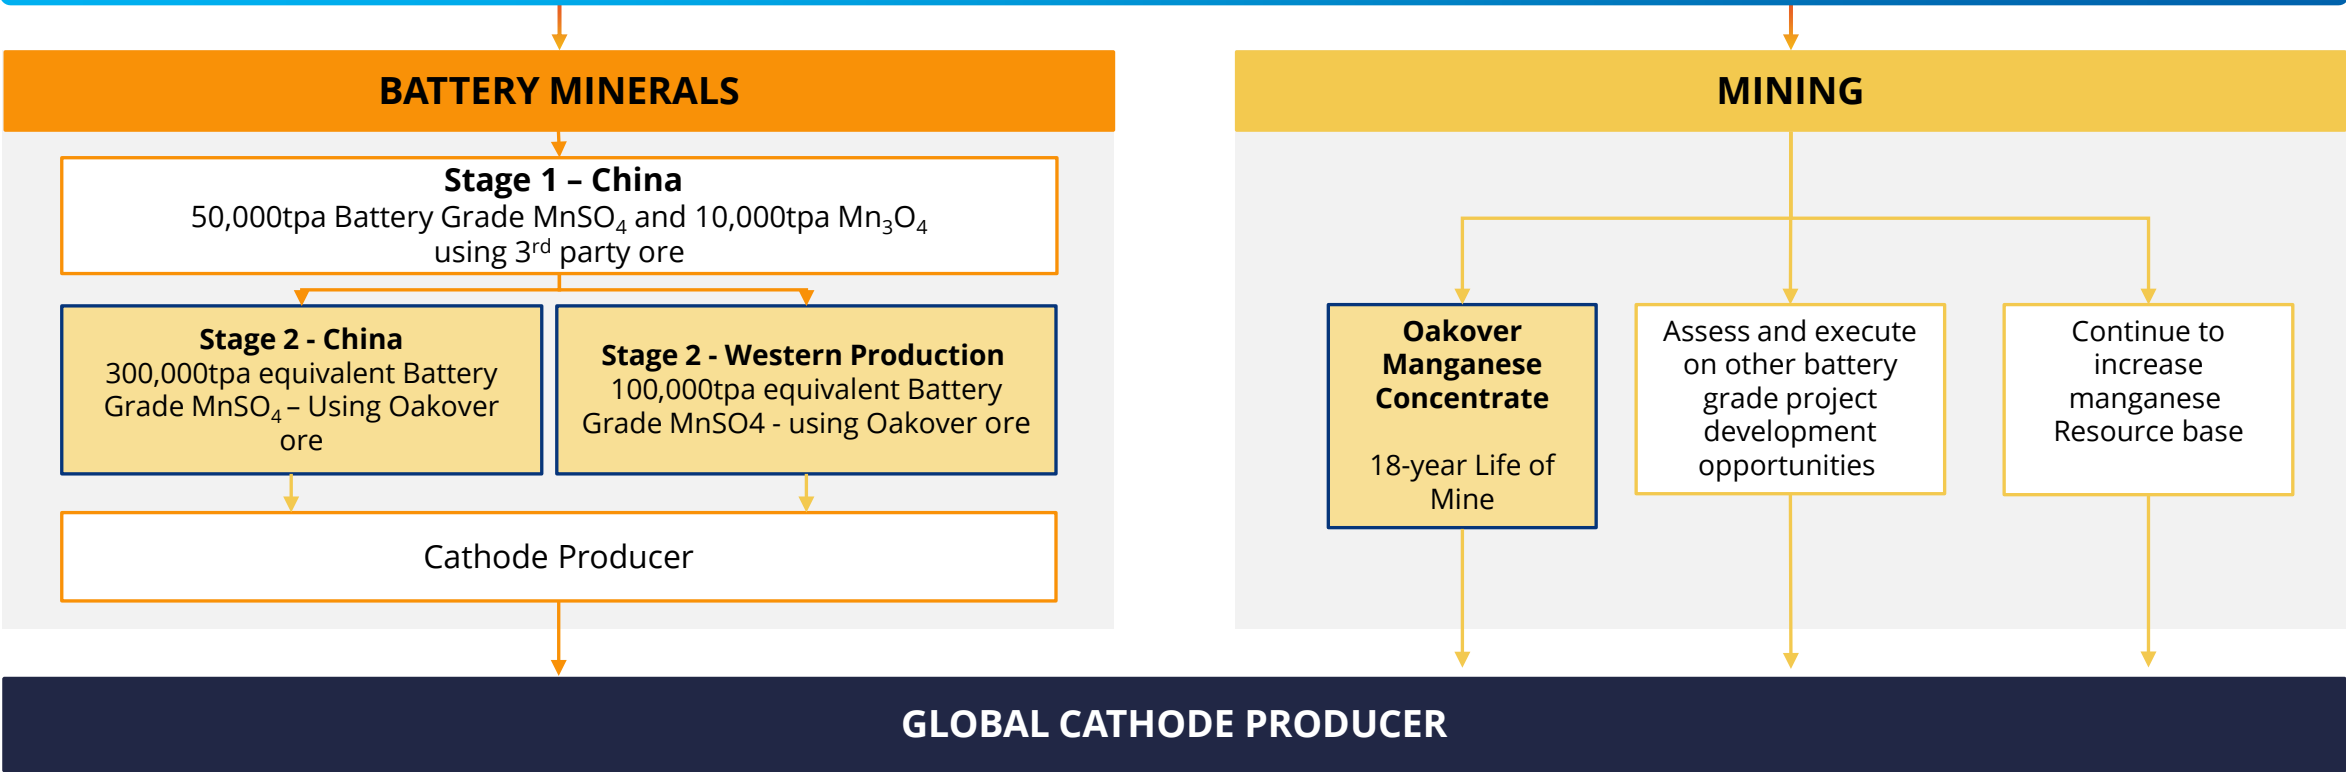 BATTERY MINERALS
Stage 1 – China
50,000tpa Battery Grade MnSO₄ and 10,000tpa Mn₃O₄
using 3ʳᵈ party ore
Stage 2 - China
300,000tpa equivalent Battery
Grade MnSO₄ – Using Oakover
ore
Stage 2 - Western Production
100,000tpa equivalent Battery
Grade MnSO4 - using Oakover ore
Cathode Producer
MINING
Oakover
Manganese
Concentrate
18-year Life of
Mine
Assess and execute
on other battery
grade project
development
opportunities
Continue to
increase
manganese
Resource base
GLOBAL CATHODE PRODUCER